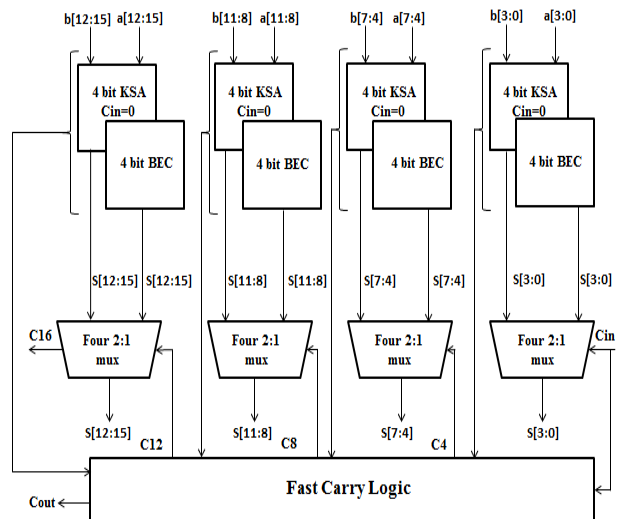 b[12:15] a[12:15] b[11:8] a[11:8] b[7:4] a[7:4] b[3:0] a[3:0]
4 bit KSA 4 bit KSA 4 bit KSA 4 bit KSA
Cin=0 Cin=0 Cin=0 Cin=0
4 bit BEC 4 bit BEC 4 bit BEC 4 bit BEC
S[12:15] S[12:15] S[11:8] S[11:8] S[7:4] S[7:4] S[3:0] S[3:0]
C16 Four 2:1 Four 2:1 Four 2:1 Four 2:1 Cin
mux mux mux mux
S[12:15] S[11:8] S[7:4] S[3:0]
C12 C8 C4
Fast Carry Logic
Cout